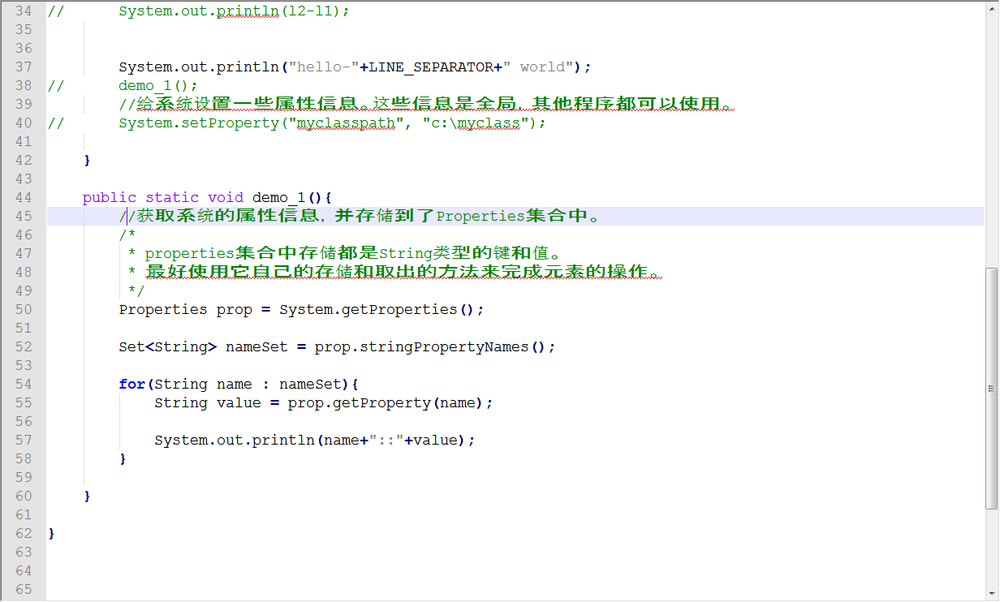 34 //      System.out.println(l2-l1);
35
36
37         System.out.println("hello-"+LINE_SEPARATOR+" world");
38 //      demo_1();
39         //给系统设置一些属性信息。这些信息是全局,其他程序都可以使用。
40 //      System.setProperty("myclasspath", "c:\myclass");
41
42     }
43
44     public static void demo_1(){
45         //获取系统的属性信息,并存储到了Properties集合中。
46         /*
47          * properties集合中存储都是String类型的键和值。
48          * 最好使用它自己的存储和取出的方法来完成元素的操作。
49          */
50         Properties prop = System.getProperties();
51
52         Set<String> nameSet = prop.stringPropertyNames();
53
54         for(String name : nameSet){
55             String value = prop.getProperty(name);
56
57             System.out.println(name+"::"+value);
58         }
59
60     }
61
62 }
63
64
65